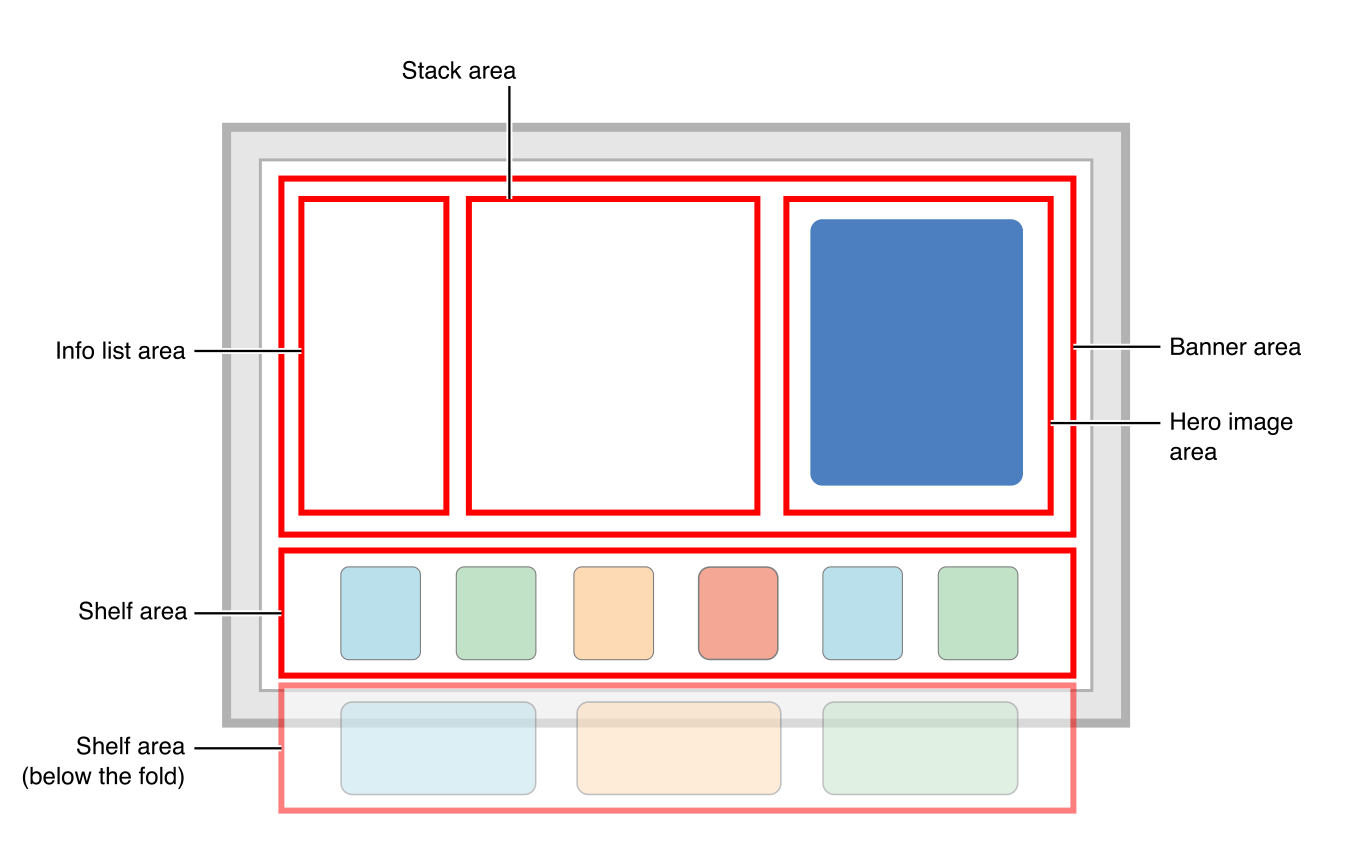 Stack area
Info list area
Banner area
Hero image
area
Shelf area
Shelf area
(below the fold)